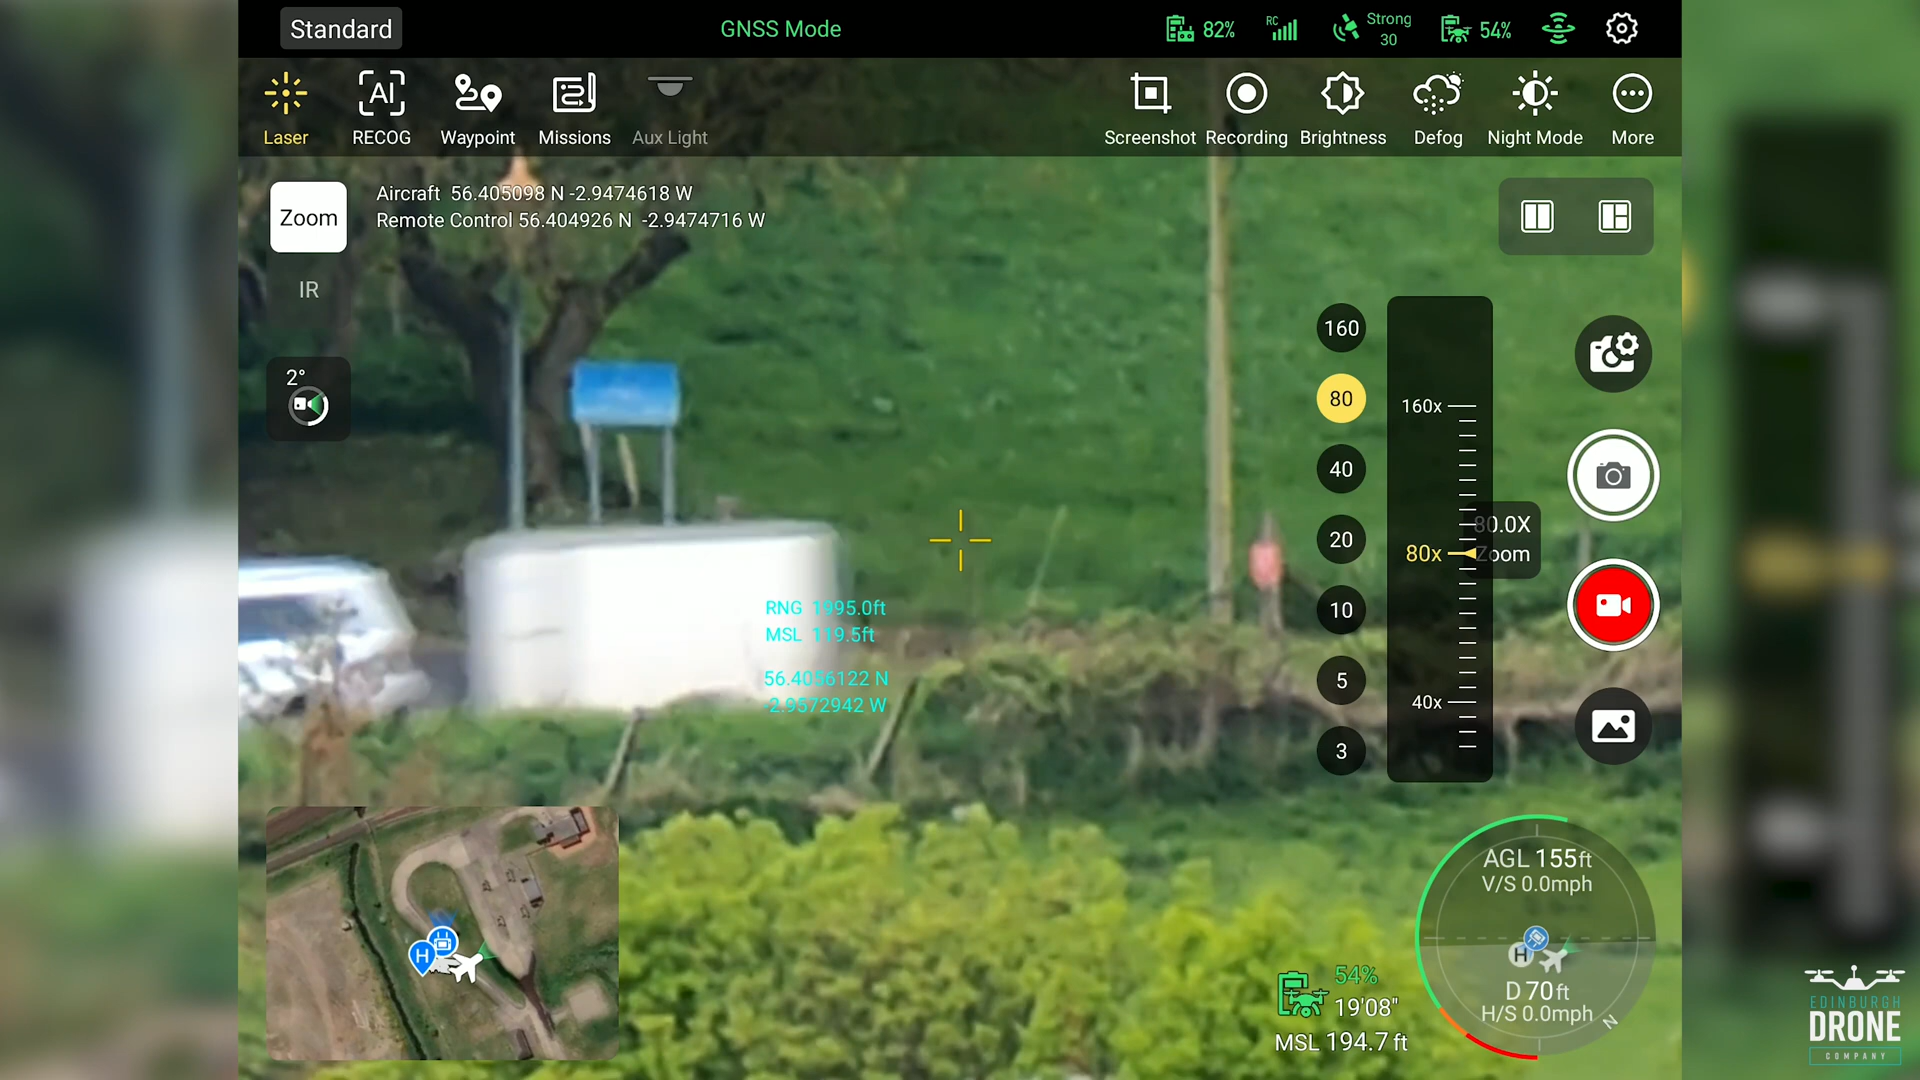 Standard
GNSS Mode
82%
RC
Strong
30
54%
Laser
AI
RECOG
Waypoint
Missions
Aux Light
Screenshot
Recording
Brightness
Defog
Night Mode
More
Zoom
Aircraft 56.405098 N -2.9474618 W
Remote Control 56.404926 N -2.9474716 W
IR
2°
160
80
40
20
10
5
3
160x
80x
40x
80.0X
Zoom
RNG 1995.0ft
MSL 119.5ft
56.4056122 N
-2.9572942 W
AGL 155ft
V/S 0.0mph
H
D 70ft
H/S 0.0mph
N
H
54%
19'08"
MSL 194.7 ft
EDINBURGH
DRONE
COMPANY